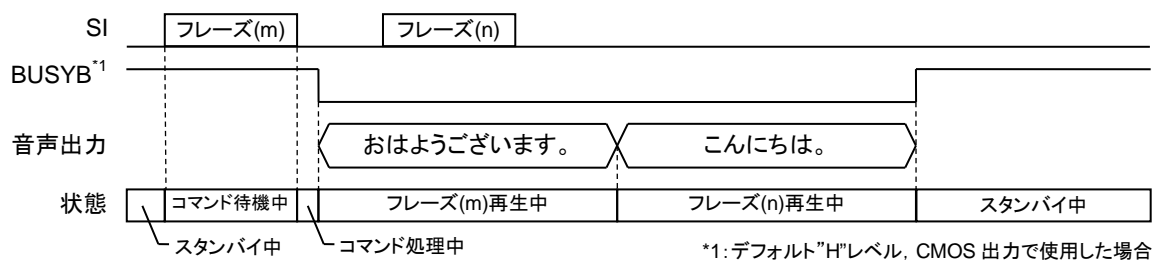 SI フレーズ(m) フレーズ(n)
BUSYB*1
音声出力 おはようございます。 こんにちは。
状態 コマンド待機中 フレーズ(m)再生中 フレーズ(n)再生中 スタンバイ中
スタンバイ中 コマンド処理中
*1:デフォルト”H”レベル, CMOS 出力で使用した場合